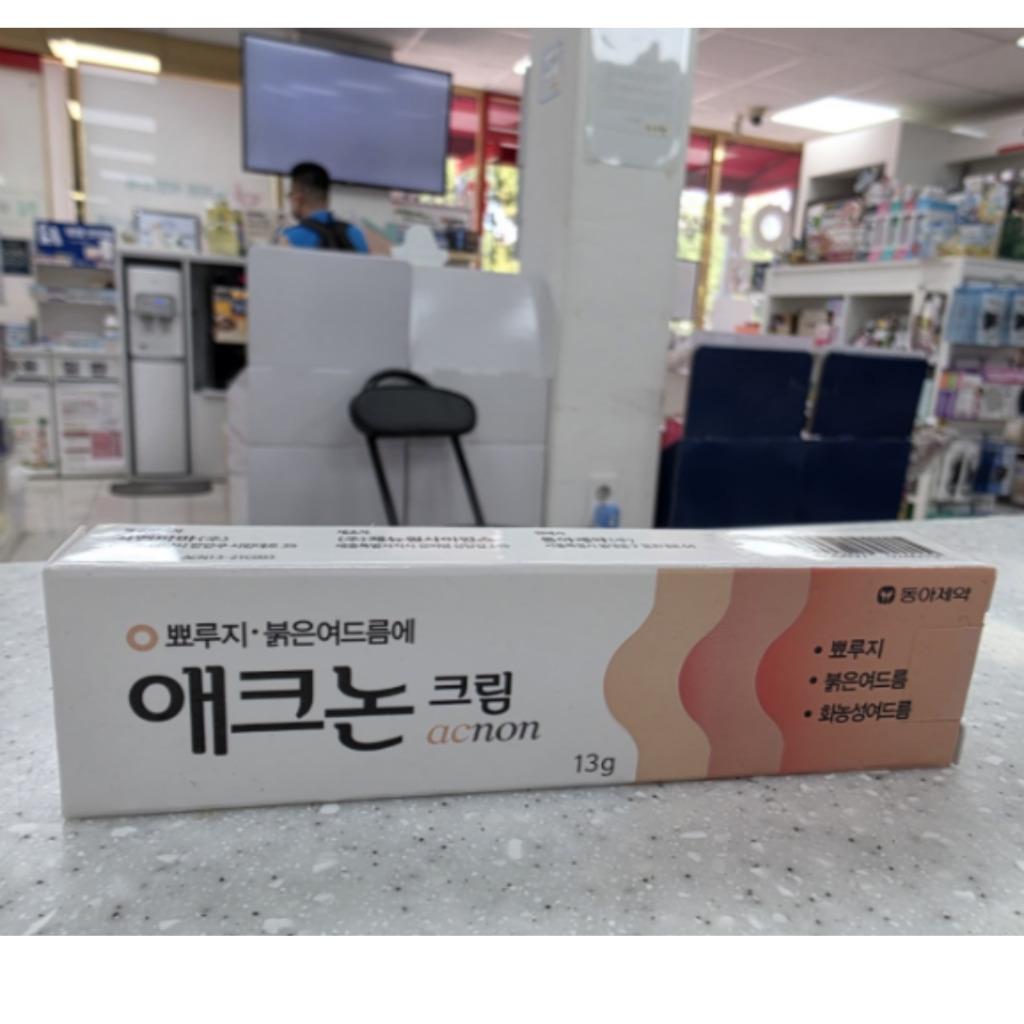 뾰루지·붉은여드름에
애크논 크림
acnon
13g
동아제약
• 뾰루지
• 붉은여드름
• 화농성여드름